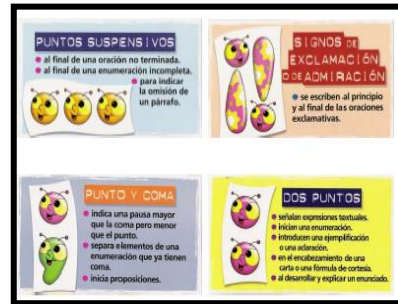 PUNTOS SUSPENSIVOS
al final de una oración no terminada.
al final de una enumeración incompleta.
para indicar
la omisión de
un párrafo.
SIGNOS DE
EXCLAMACIÓN
O DE ADMIRACIÓN
se escriben al principio
y al final de las oraciones
exclamativas.
PUNTO Y COMA
indica una pausa mayor
que la coma pero menor
que el punto.
separa elementos de una
enumeración que ya tienen
coma.
inicia proposiciones.
DOS PUNTOS
señalan expresiones textuales.
inician una enumeración.
introducen una ejemplificación
o una aclaración.
en el encabezamiento de una
carta o una fórmula de cortesía.
al desarrollar y explicar un enunciado.